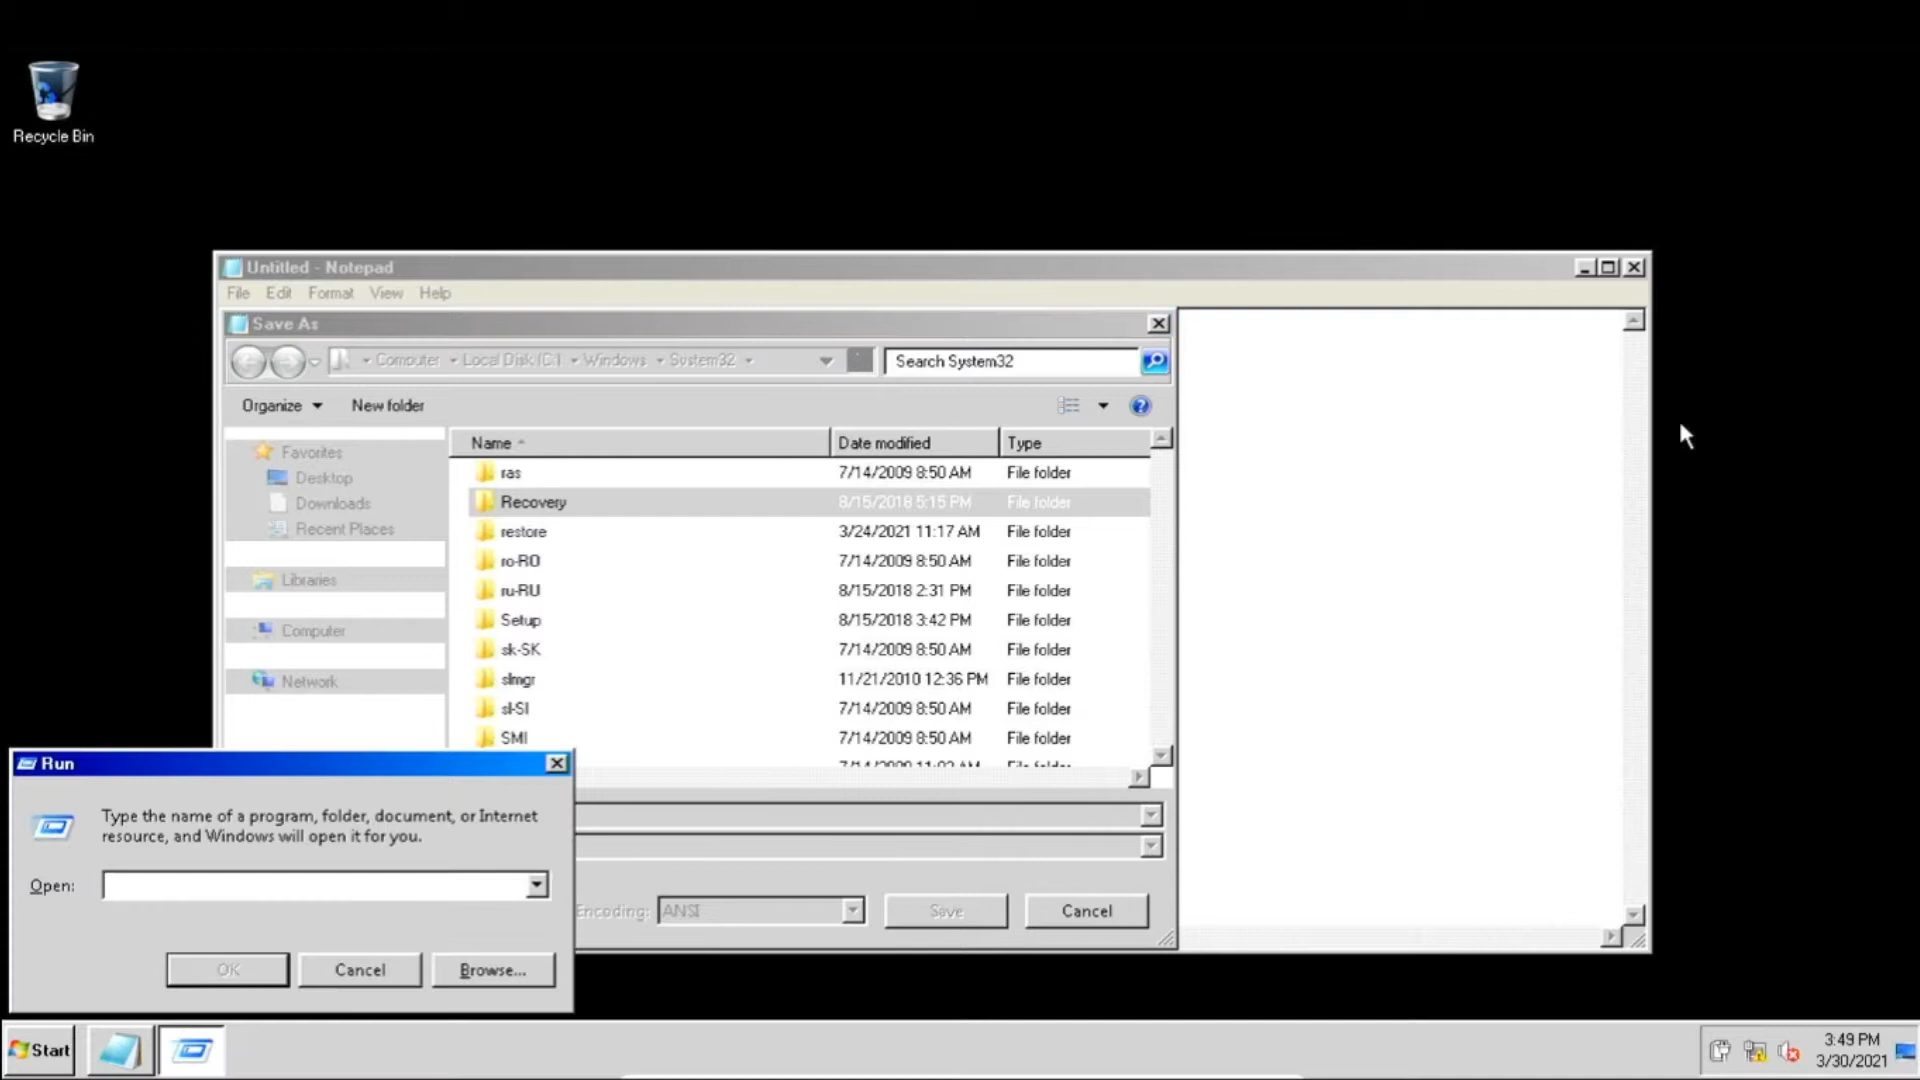 Recycle Bin
Untitled - Notepad
File Edit Format View Help
Save As
Computer Local Disk (C:) Windows System32
Search System32
Organize New folder
Favorites
Desktop
Downloads
Recent Places
Libraries
Computer
Network
Name Date modified Type
ras 7/14/2009 8:50 AM File folder
Recovery 8/15/2018 5:15 PM File folder
restore 3/24/2021 11:17 AM File folder
ro-RO 7/14/2009 8:50 AM File folder
ru-RU 8/15/2018 2:31 PM File folder
Setup 8/15/2018 3:42 PM File folder
sk-SK 7/14/2009 8:50 AM File folder
slmgr 11/21/2010 12:36 PM File folder
sl-SI 7/14/2009 8:50 AM File folder
SMI 7/14/2009 8:50 AM File folder
Encoding: ANSI Save Cancel
Run
Type the name of a program, folder, document, or Internet
resource, and Windows will open it for you.
Open:
OK Cancel Browse...
Start
3:49 PM
3/30/2021